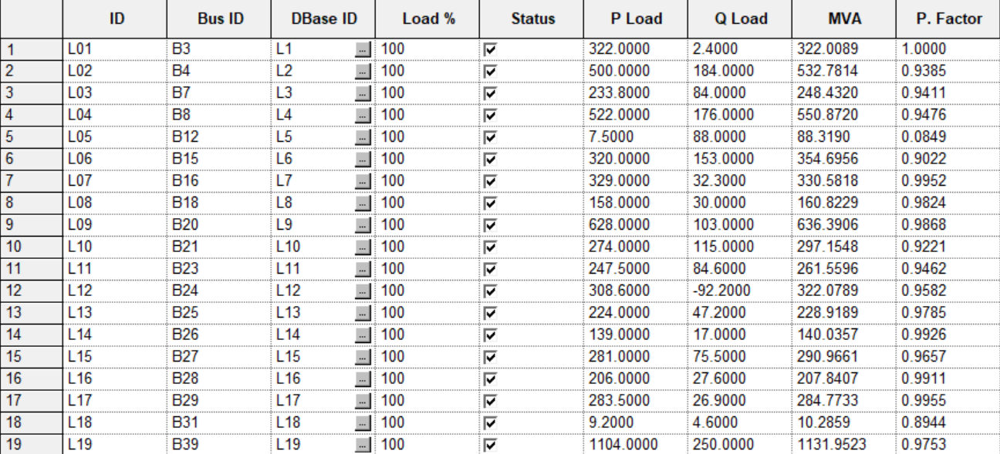 ID Bus ID DBase ID Load % Status P Load Q Load MVA P. Factor
1 L01 B3 L1 ... 100 322.0000 2.4000 322.0089 1.0000
2 L02 B4 L2 ... 100 500.0000 184.0000 532.7814 0.9385
3 L03 B7 L3 ... 100 233.8000 84.0000 248.4320 0.9411
4 L04 B8 L4 ... 100 522.0000 176.0000 550.8720 0.9476
5 L05 B12 L5 ... 100 7.5000 88.0000 88.3190 0.0849
6 L06 B15 L6 ... 100 320.0000 153.0000 354.6956 0.9022
7 L07 B16 L7 ... 100 329.0000 32.3000 330.5818 0.9952
8 L08 B18 L8 ... 100 158.0000 30.0000 160.8229 0.9824
9 L09 B20 L9 ... 100 628.0000 103.0000 636.3906 0.9868
10 L10 B21 L10 ... 100 274.0000 115.0000 297.1548 0.9221
11 L11 B23 L11 ... 100 247.5000 84.6000 261.5596 0.9462
12 L12 B24 L12 ... 100 308.6000 -92.2000 322.0789 0.9582
13 L13 B25 L13 ... 100 224.0000 47.2000 228.9189 0.9785
14 L14 B26 L14 ... 100 139.0000 17.0000 140.0357 0.9926
15 L15 B27 L15 ... 100 281.0000 75.5000 290.9661 0.9657
16 L16 B28 L16 ... 100 206.0000 27.6000 207.8407 0.9911
17 L17 B29 L17 ... 100 283.5000 26.9000 284.7733 0.9955
18 L18 B31 L18 ... 100 9.2000 4.6000 10.2859 0.8944
19 L19 B39 L19 ... 100 1104.0000 250.0000 1131.9523 0.9753